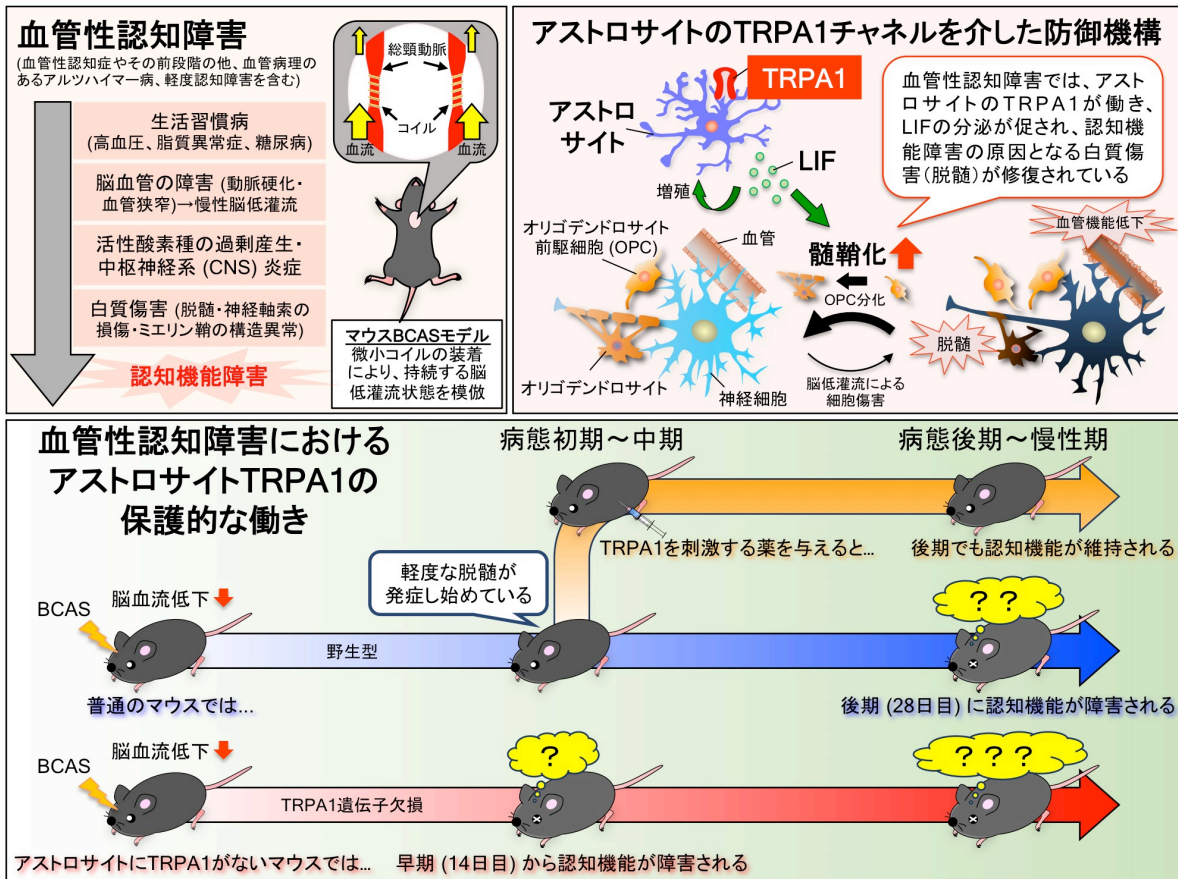 血管性認知障害
(血管性認知症やその前段階の他、血管病理の
あるアルツハイマー病、軽度認知障害を含む)
生活習慣病
(高血圧、脂質異常症、糖尿病)
脳血管の障害 (動脈硬化・
血管狭窄)→慢性脳低灌流
活性酸素種の過剰産生・
中枢神経系 (CNS) 炎症
白質傷害 (脱髄・神経軸索の
損傷・ミエリン鞘の構造異常)
認知機能障害
総頸動脈
コイル
血流
血流
マウスBCASモデル
微小コイルの装着
により、持続する脳
低灌流状態を模倣
アストロサイトのTRPA1チャネルを介した防御機構
TRPA1
アストロ
サイト
LIF
増殖
血管性認知障害では、アスト
ロサイトのTRPA1が働き、
LIFの分泌が促され、認知機
能障害の原因となる白質傷
害(脱髄)が修復されている
オリゴデンドロサイト
前駆細胞 (OPC)
血管
髄鞘化
OPC分化
血管機能低下
脱髄
オリゴデンドロサイト
神経細胞
脳低灌流による
細胞傷害
血管性認知障害における
アストロサイトTRPA1の
保護的な働き
病態初期～中期
病態後期～慢性期
TRPA1を刺激する薬を与えると...
後期でも認知機能が維持される
軽度な脱髄が
発症し始めている
BCAS
脳血流低下
野生型
? ?
普通のマウスでは...
後期 (28日目) に認知機能が障害される
BCAS
脳血流低下
TRPA1遺伝子欠損
?
? ? ?
アストロサイトにTRPA1がないマウスでは...
早期 (14日目) から認知機能が障害される